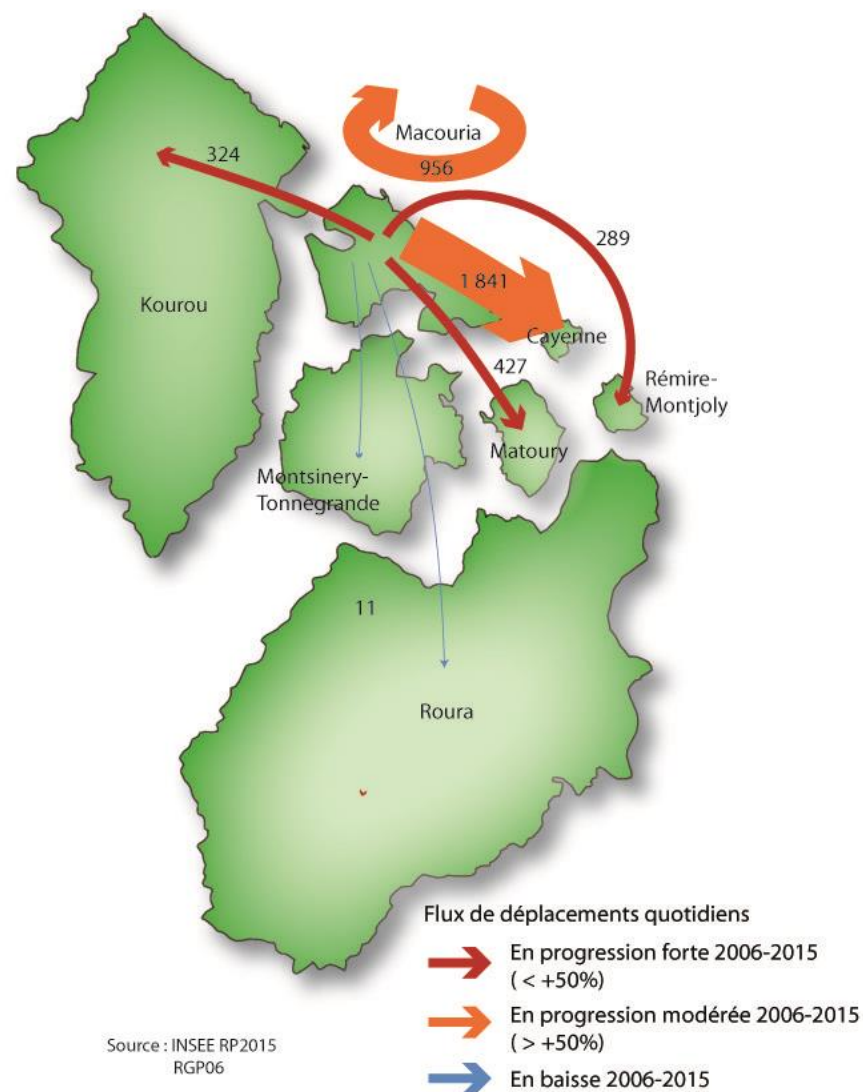 Macouria
956
324
289
1 841
Kourou
Cayenne
427
Rémire-
Montjoly
Matoury
Montsinery-
Tonnegrande
11
Roura
Flux de déplacements quotidiens
En progression forte 2006-2015
( < +50%)
En progression modérée 2006-2015
( > +50%)
En baisse 2006-2015
Source : INSEE RP2015
RGP06